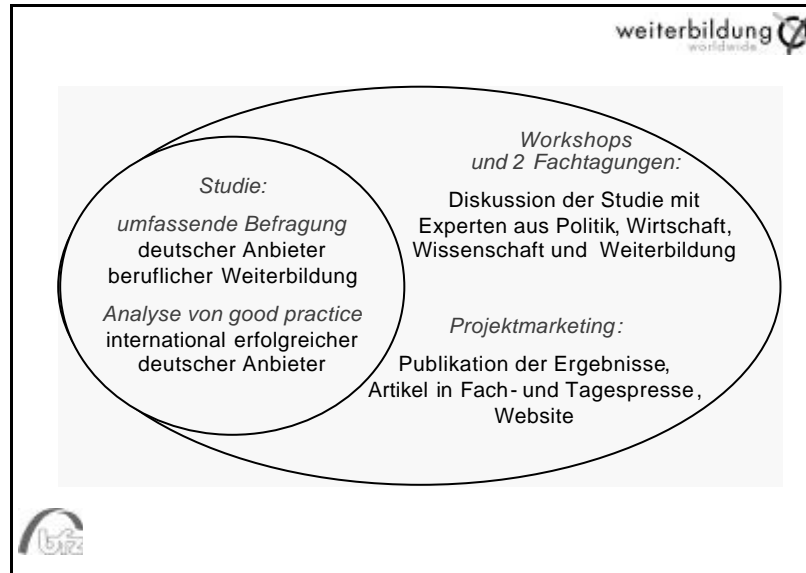 weiterbildung
worldwide
Studie:
umfassende Befragung
deutscher Anbieter
beruflicher Weiterbildung
Analyse von good practice
international erfolgreicher
deutscher Anbieter
Workshops
und 2 Fachtagungen:
Diskussion der Studie mit
Experten aus Politik, Wirtschaft,
Wissenschaft und Weiterbildung
Projektmarketing:
Publikation der Ergebnisse,
Artikel in Fach- und Tagespresse,
Website
bfz